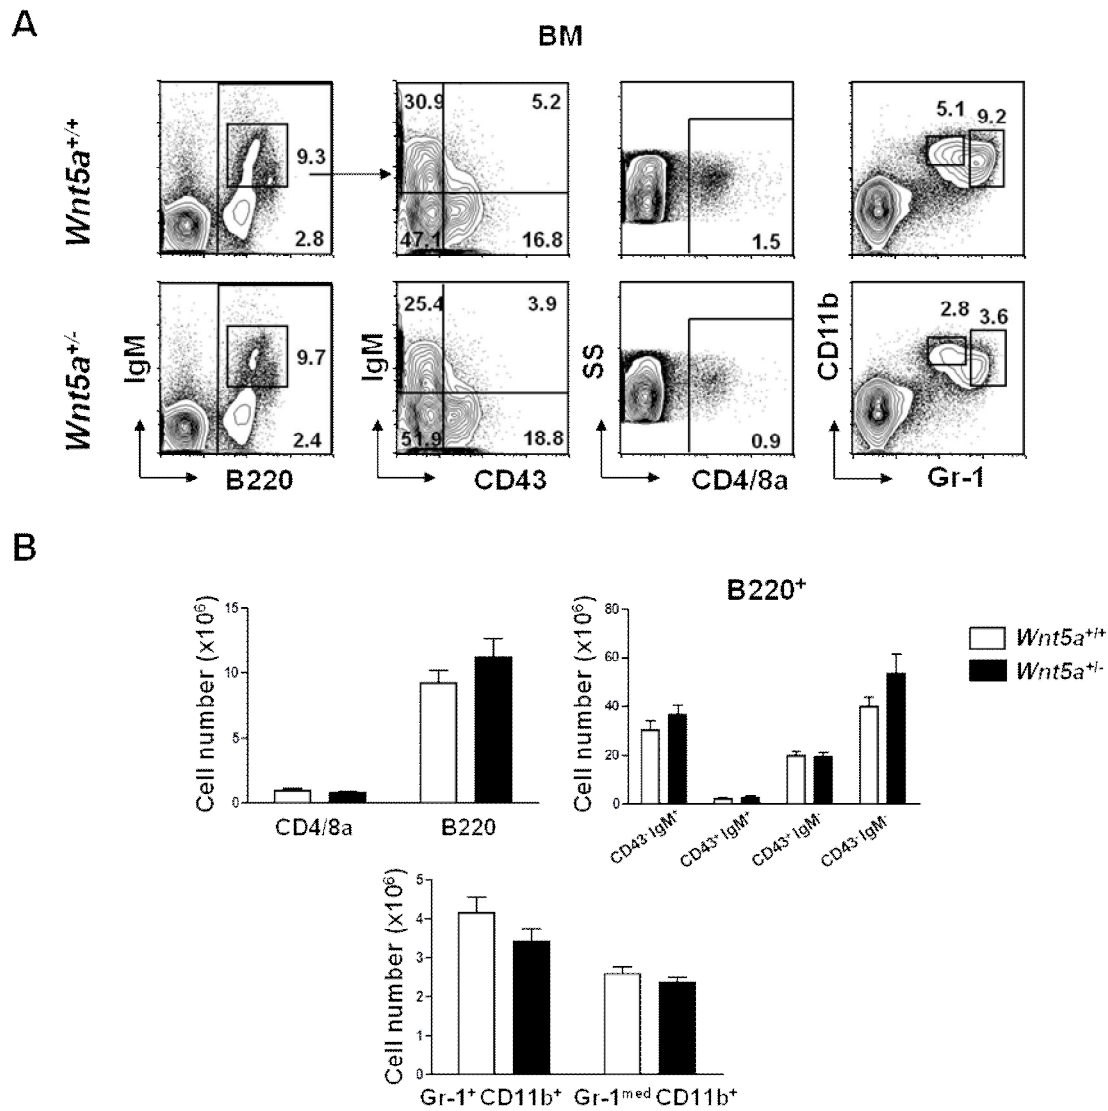 A
BM
Wnt5a+/+
9.3
2.8
30.9 5.2
47.1 16.8
1.5
5.1 9.2
Wnt5a+/-
IgM
9.7
2.4
B220
IgM
25.4 3.9
51.9 18.8
CD43
SS
0.9
CD4/8a
CD11b
2.8 3.6
Gr-1
B
Cell number (x10⁶)
15
10
5
0
CD4/8a B220
B220⁺
Cell number (x10⁶)
80
60
40
20
0
CD43⁻ IgM⁺
CD43⁺ IgM⁺
CD43⁺ IgM⁻
CD43⁻ IgM⁻
Wnt5a+/+
Wnt5a+/-
Cell number (x10⁶)
5
4
3
2
1
0
Gr-1⁺ CD11b⁺ Gr-1ᵐᵉᵈ CD11b⁺